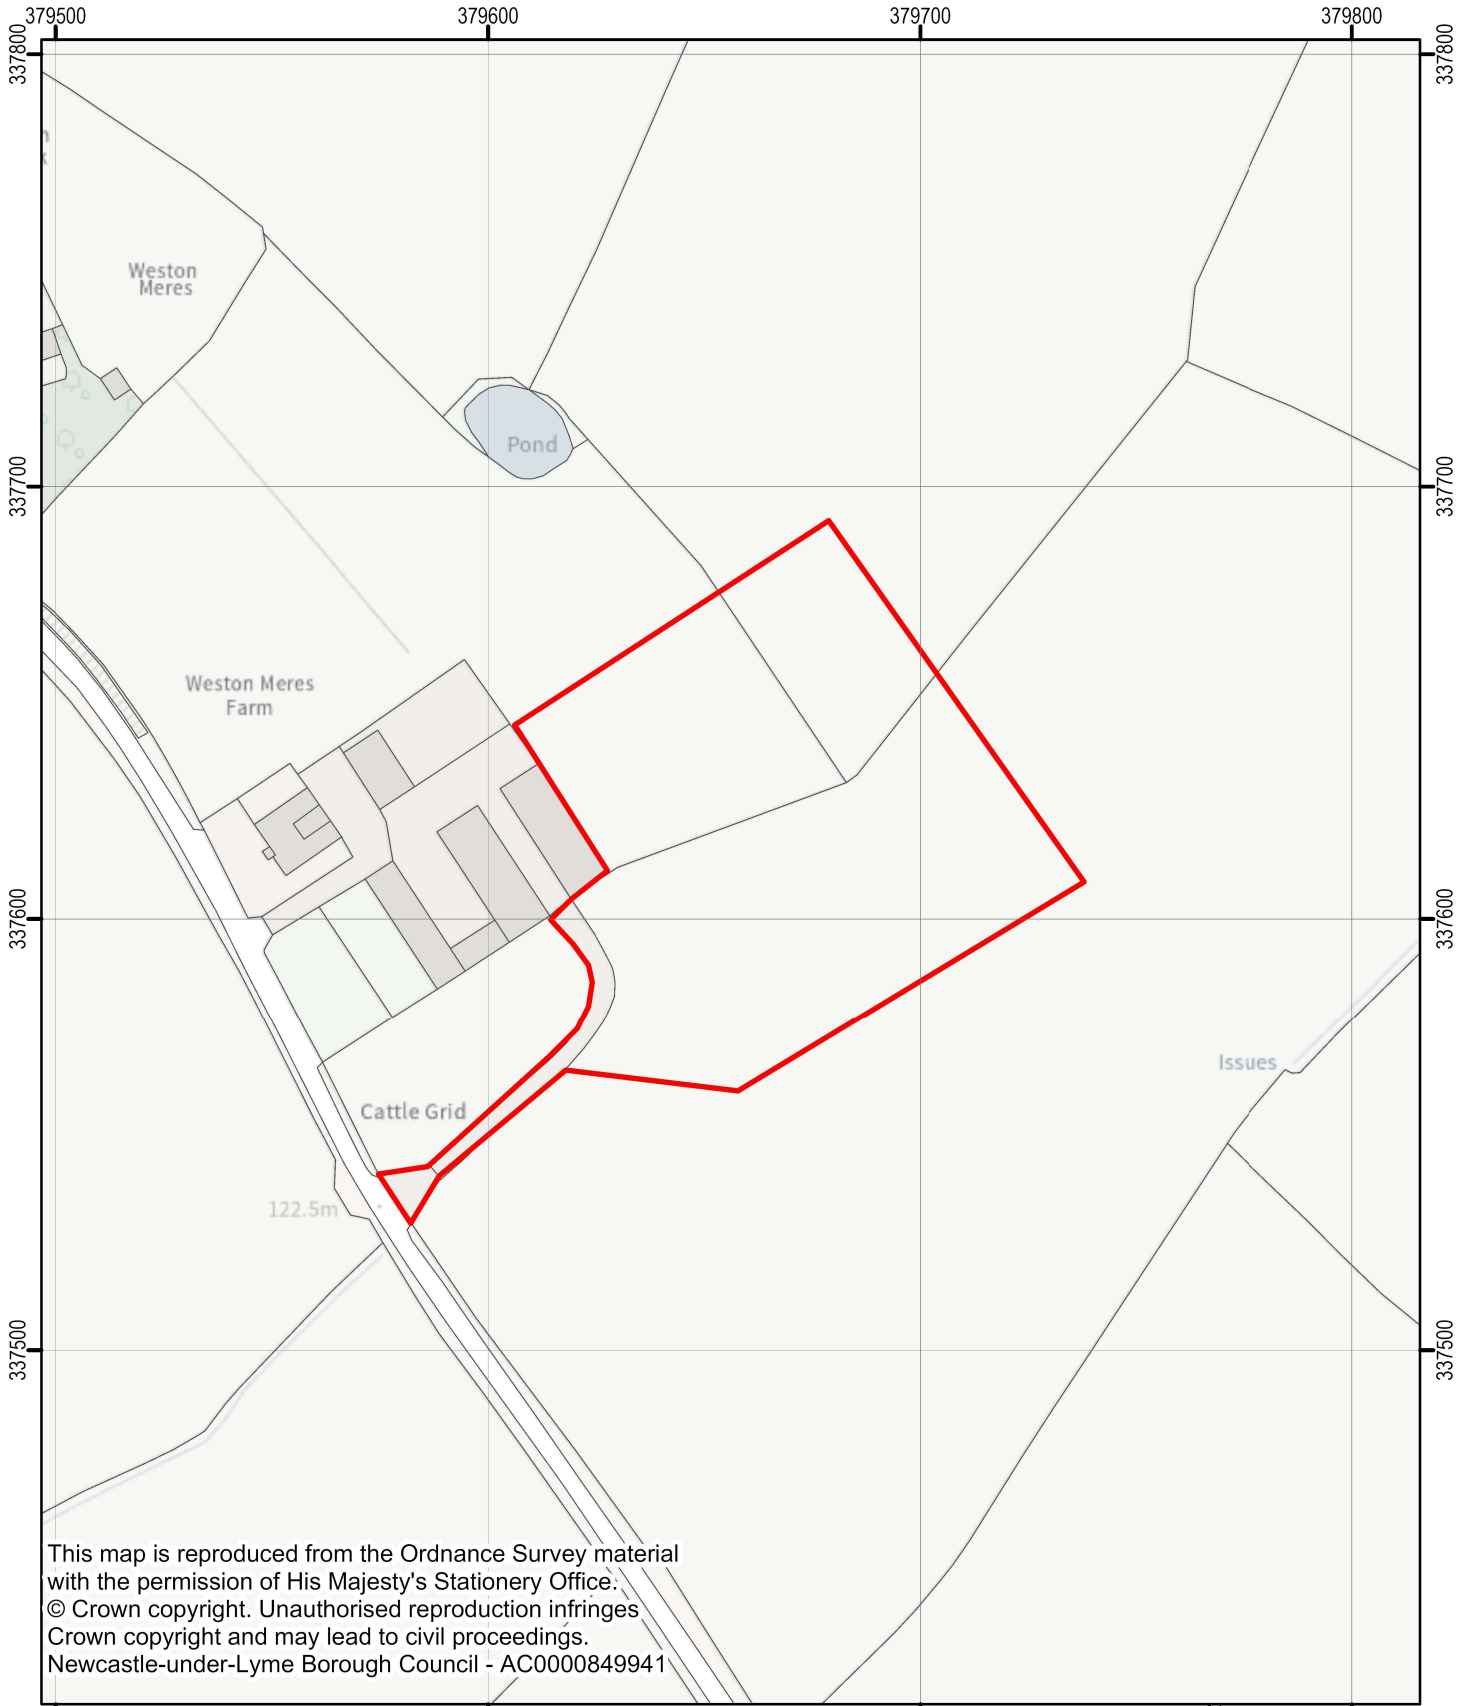 379500 379600 379700 379800
337800 337800
Weston
Meres
Pond
337700 337700
Weston Meres
Farm
337600 337600
Issues
Cattle Grid
122.5m
337500 337500
This map is reproduced from the Ordnance Survey material
with the permission of His Majesty's Stationery Office.
© Crown copyright. Unauthorised reproduction infringes
Crown copyright and may lead to civil proceedings.
Newcastle-under-Lyme Borough Council - AC0000849941